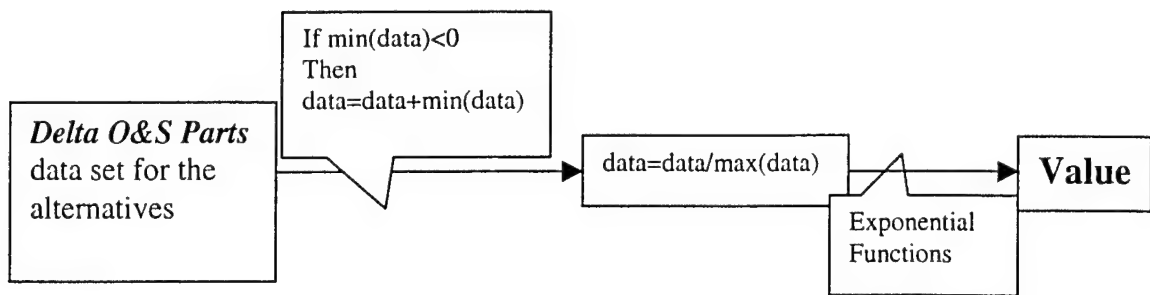 If min(data)<0
Then
data=data+min(data)
Delta O&S Parts
data set for the
alternatives
data=data/max(data)
Value
Exponential
Functions